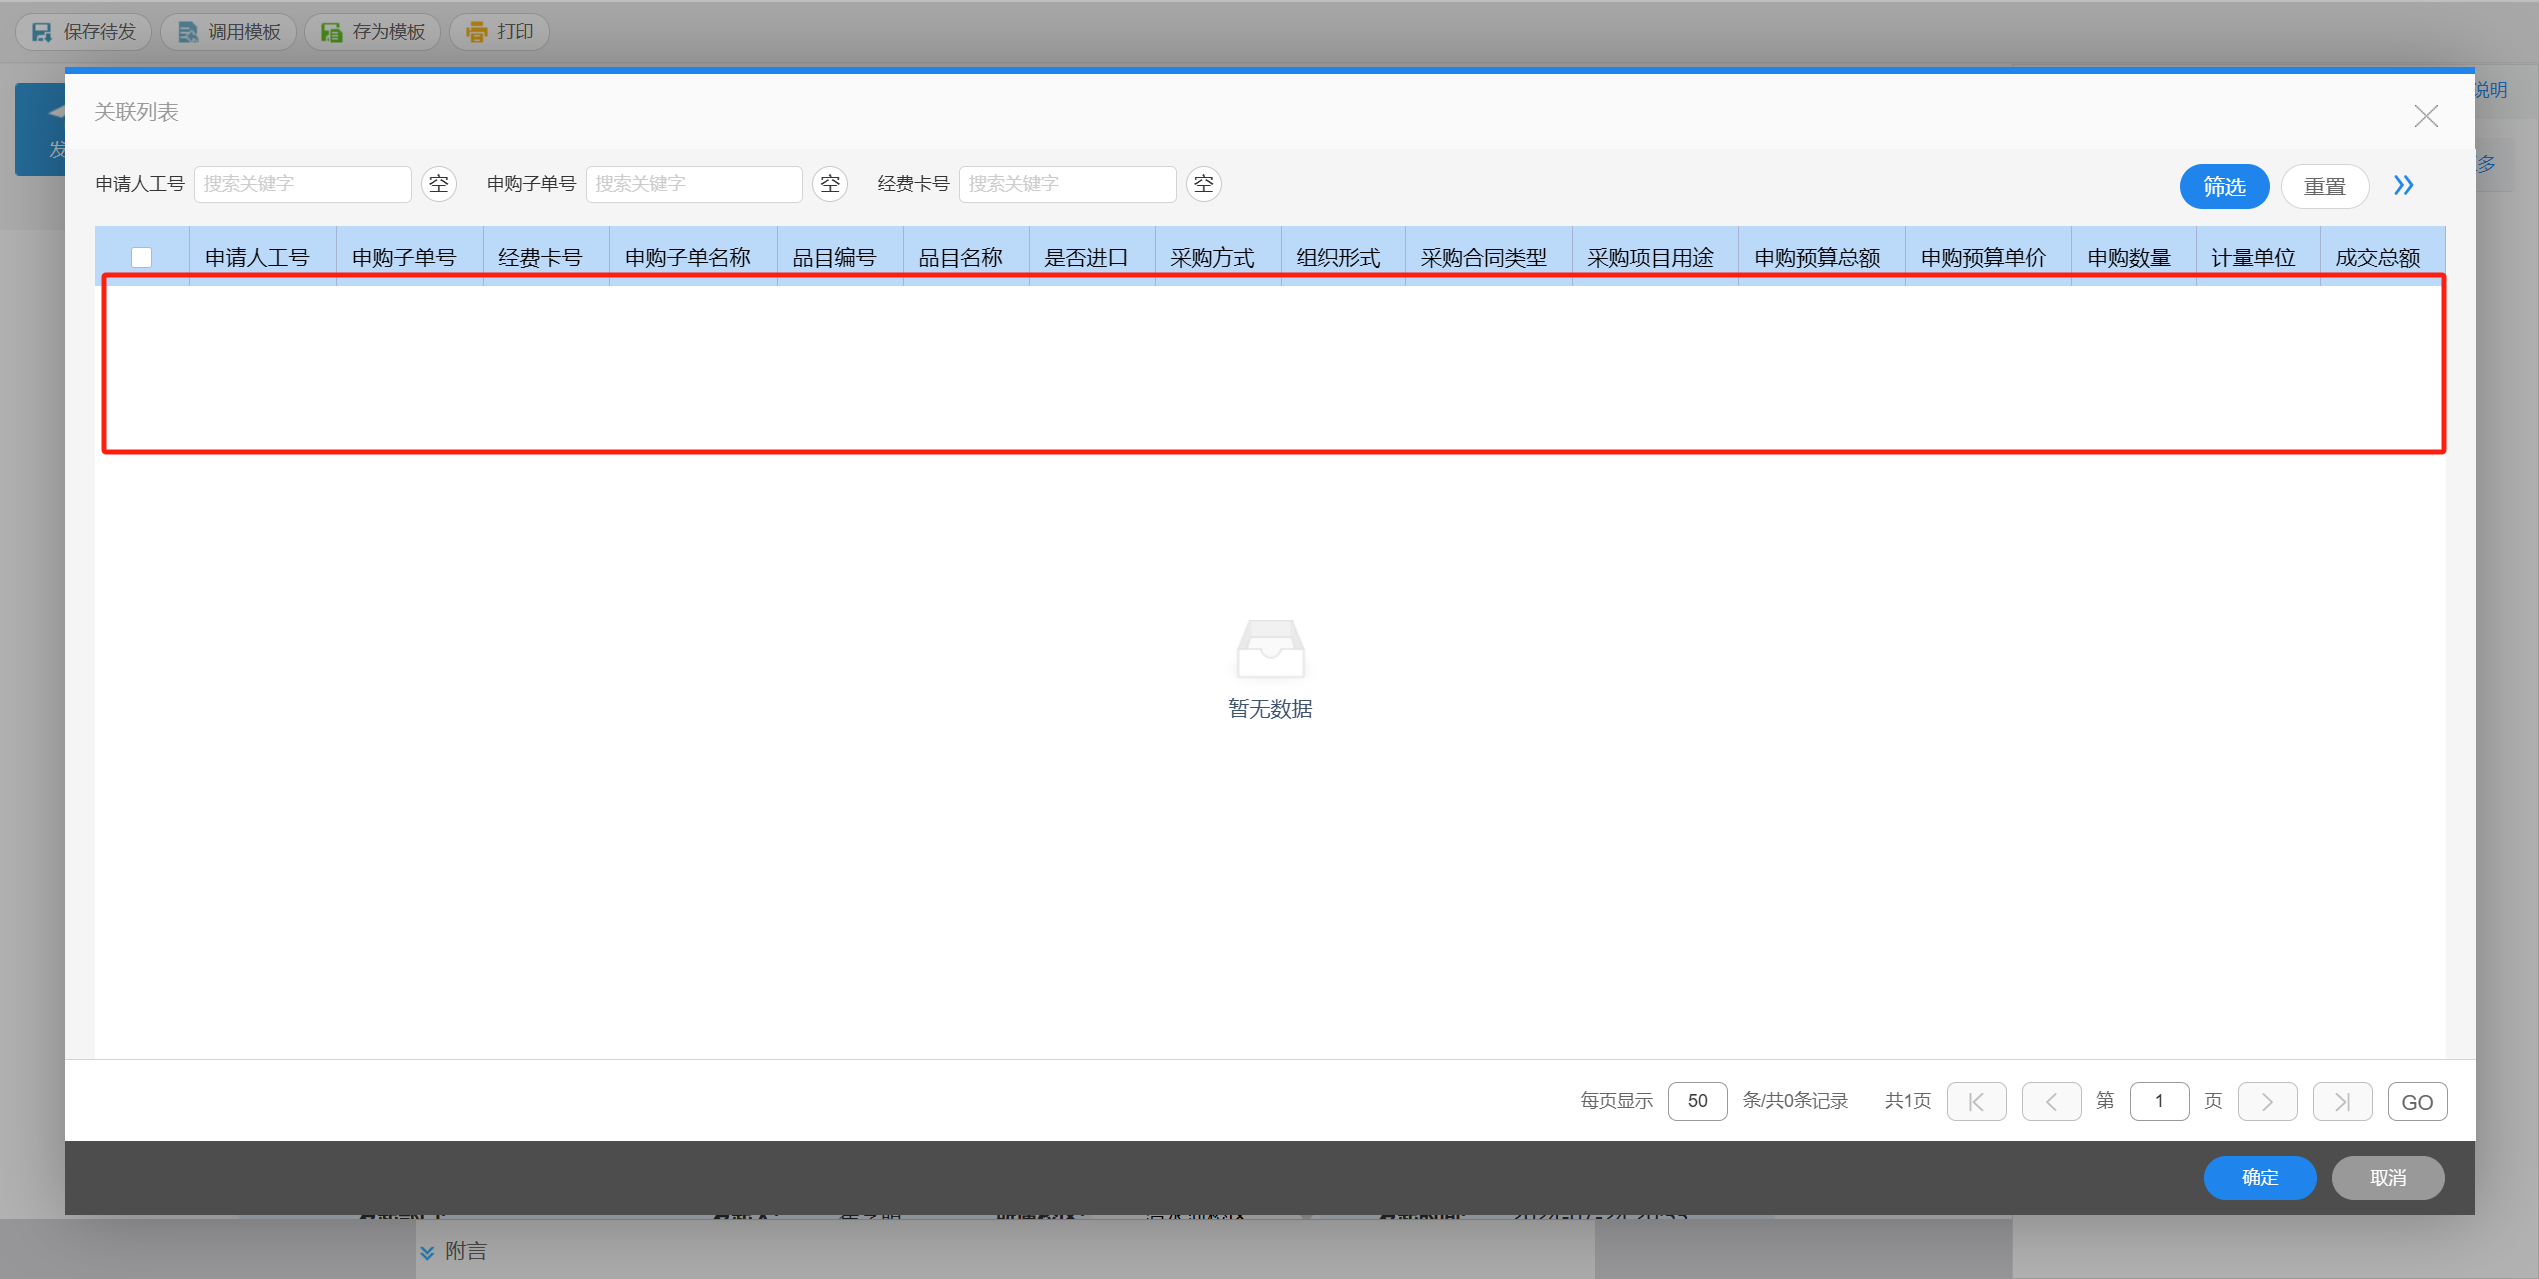 保存待发 调用模板 存为模板 打印
说明
关联列表
发
多
申请人工号 搜索关键字 空 申购子单号 搜索关键字 空 经费卡号 搜索关键字 空 筛选 重置
申请人工号 申购子单号 经费卡号 申购子单名称 品目编号 品目名称 是否进口 采购方式 组织形式 采购合同类型 采购项目用途 申购预算总额 申购预算单价 申购数量 计量单位 成交总额
暂无数据
每页显示 50 条/共0条记录 共1页 第 1 页 GO
确定 取消
附言